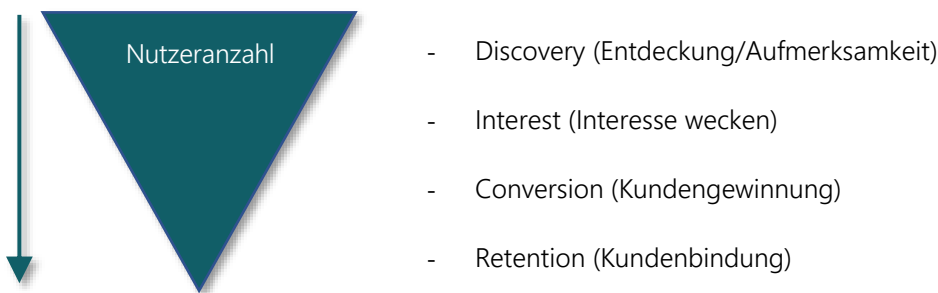 Nutzeranzahl
- Discovery (Entdeckung/Aufmerksamkeit)
- Interest (Interesse wecken)
- Conversion (Kundengewinnung)
- Retention (Kundenbindung)